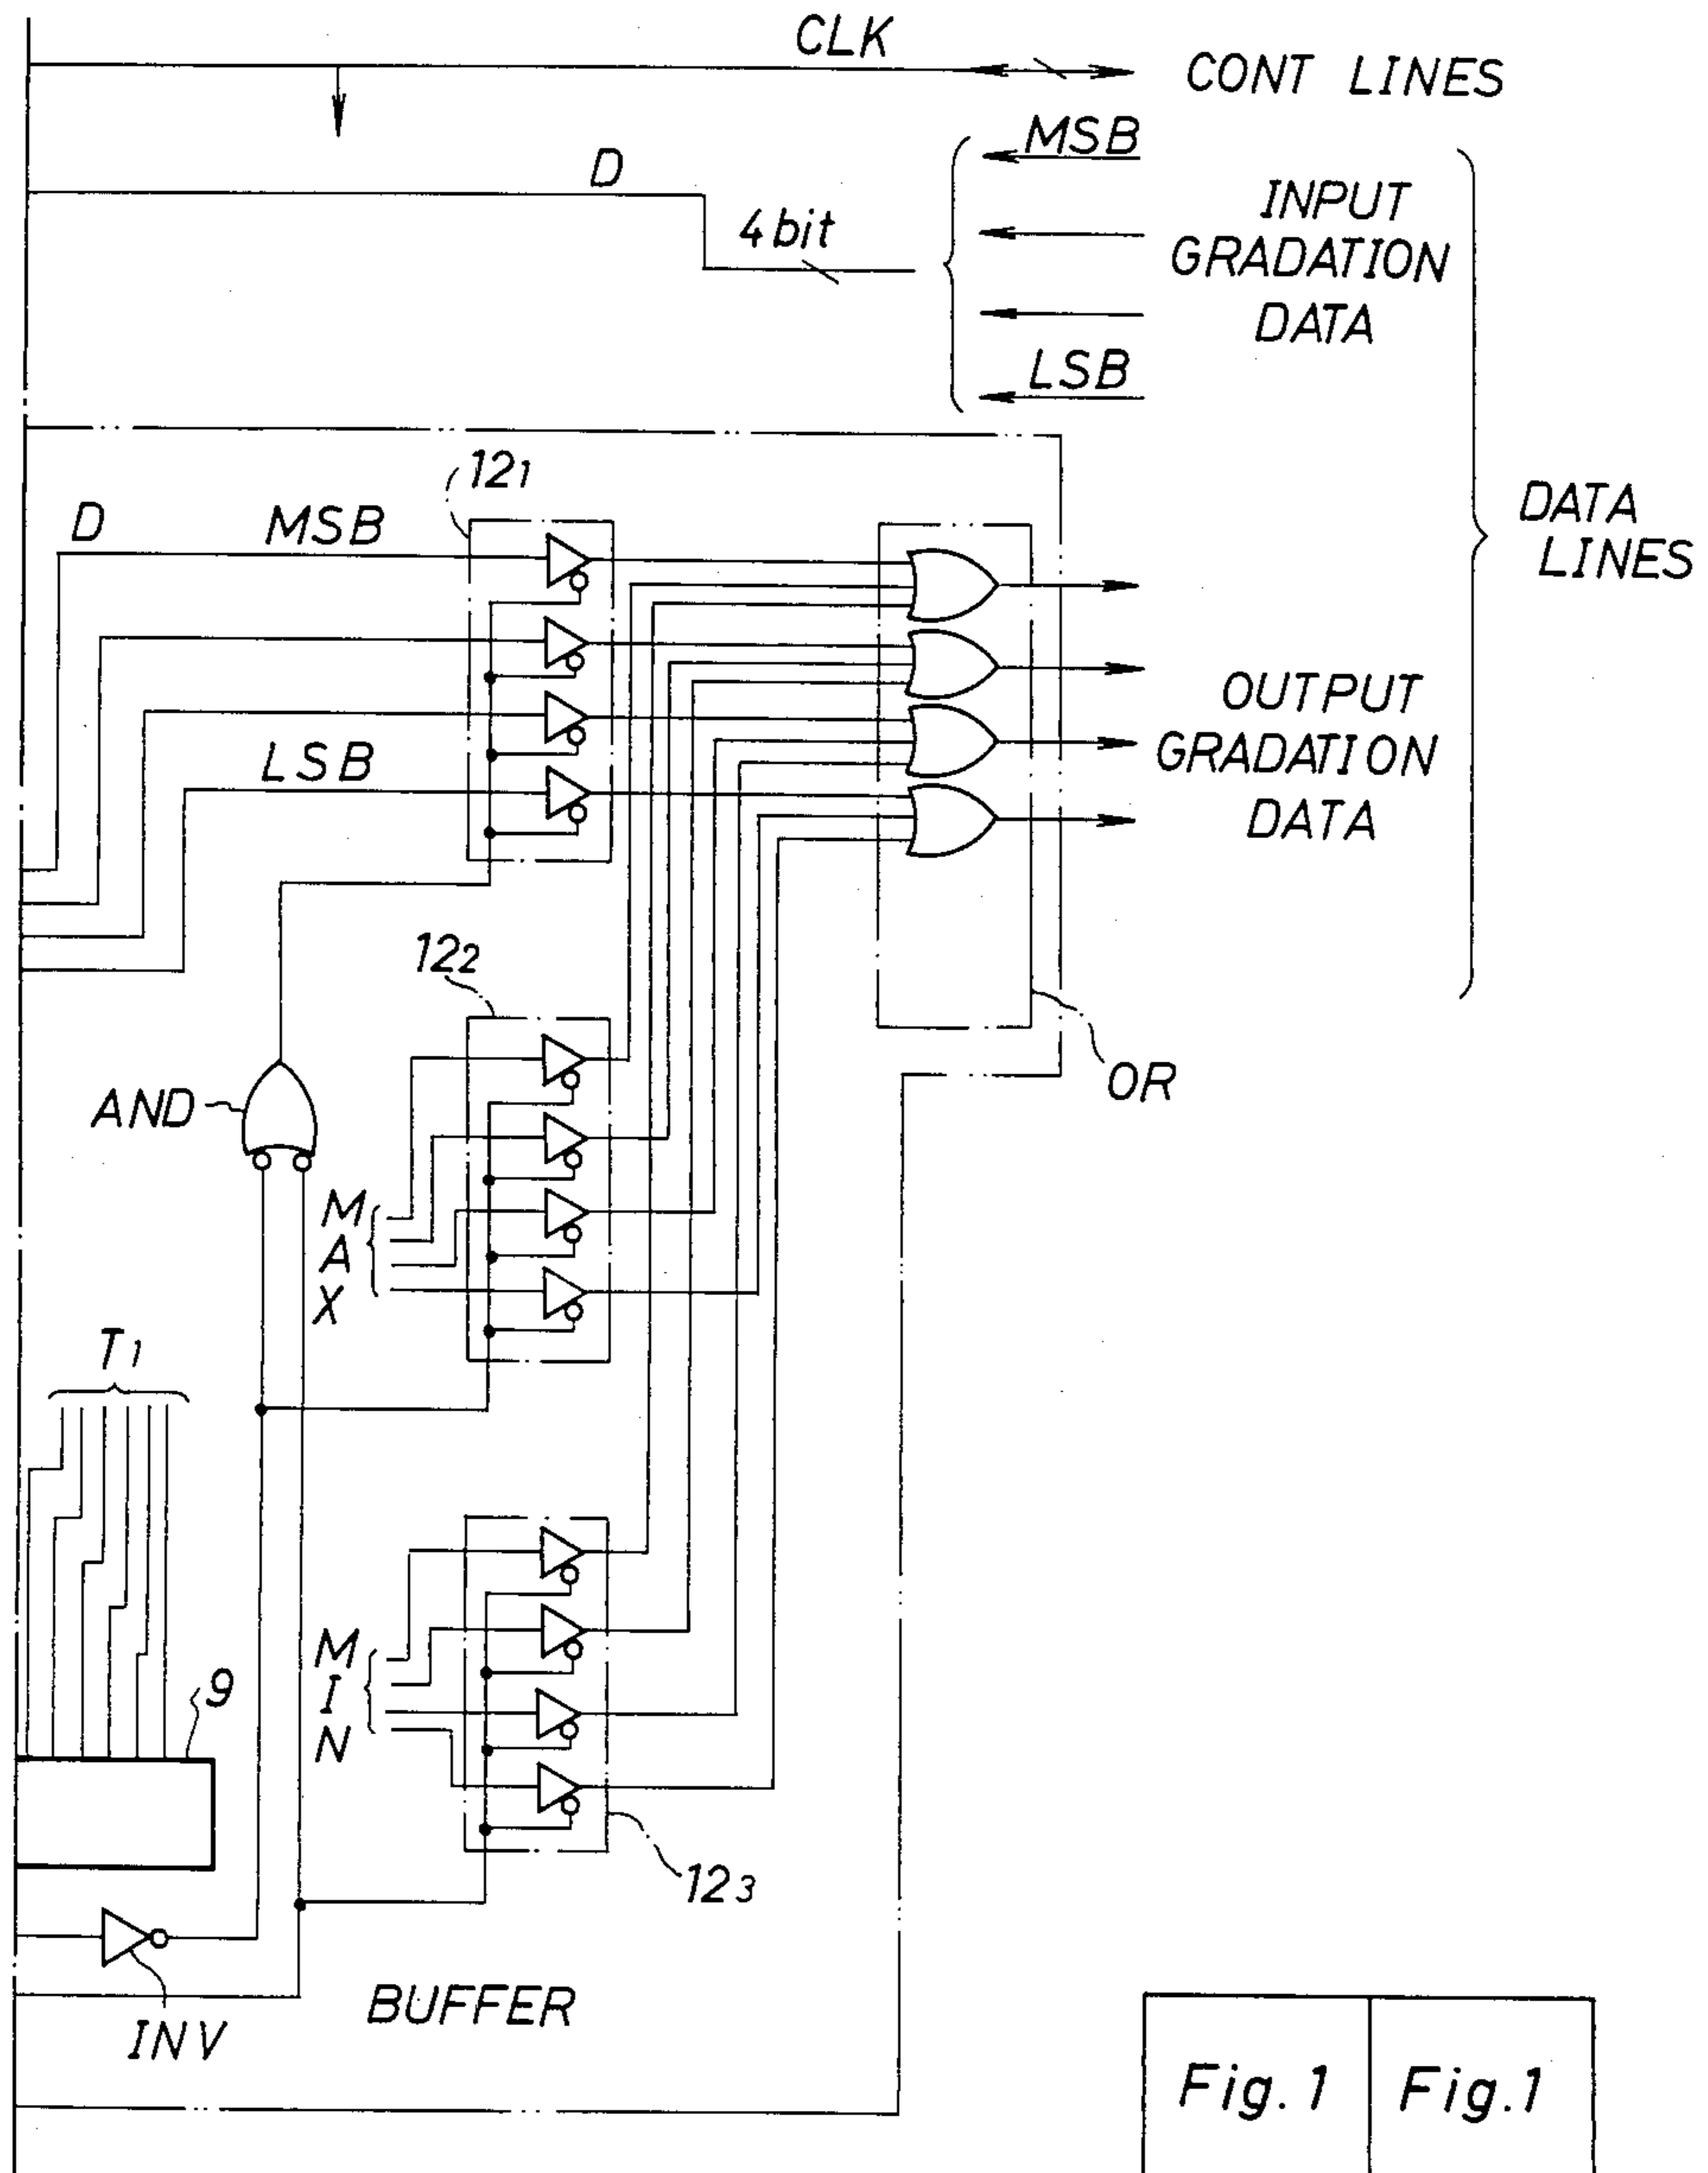 CLK
CONT LINES
MSB
D
INPUT
4bit
GRADATION
DATA
LSB
12₁
DATA
LINES
D
MSB
OUTPUT
LSB
GRADATION
DATA
12₂
OR
AND
M
A
X
T₁
M
I
N
9
12₃
BUFFER
INV
Fig.1
Fig.1